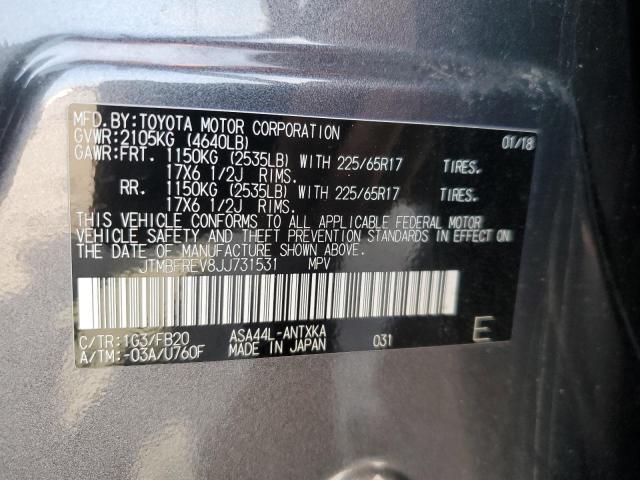 MFD.BY:TOYOTA MOTOR CORPORATION 01/18
GVWR:2105KG (4640LB)
GAWR:FRT. 1150KG (2535LB) WITH 225/65R17 TIRES.
17X6 1/2J RIMS.
RR. 1150KG (2535LB) WITH 225/65R17 TIRES.
17X6 1/2J RIMS.
THIS VEHICLE CONFORMS TO ALL APPLICABLE FEDERAL MOTOR
VEHICLE SAFETY AND THEFT PREVENTION STANDARDS IN EFFECT ON
THE DATE OF MANUFACTURE SHOWN ABOVE.
JTMBFREV8JJ731531 MPV
C/TR:1G3/FB20 ASA44L-ANTXKA 031 E
A/TM:-03A/U760F MADE IN JAPAN